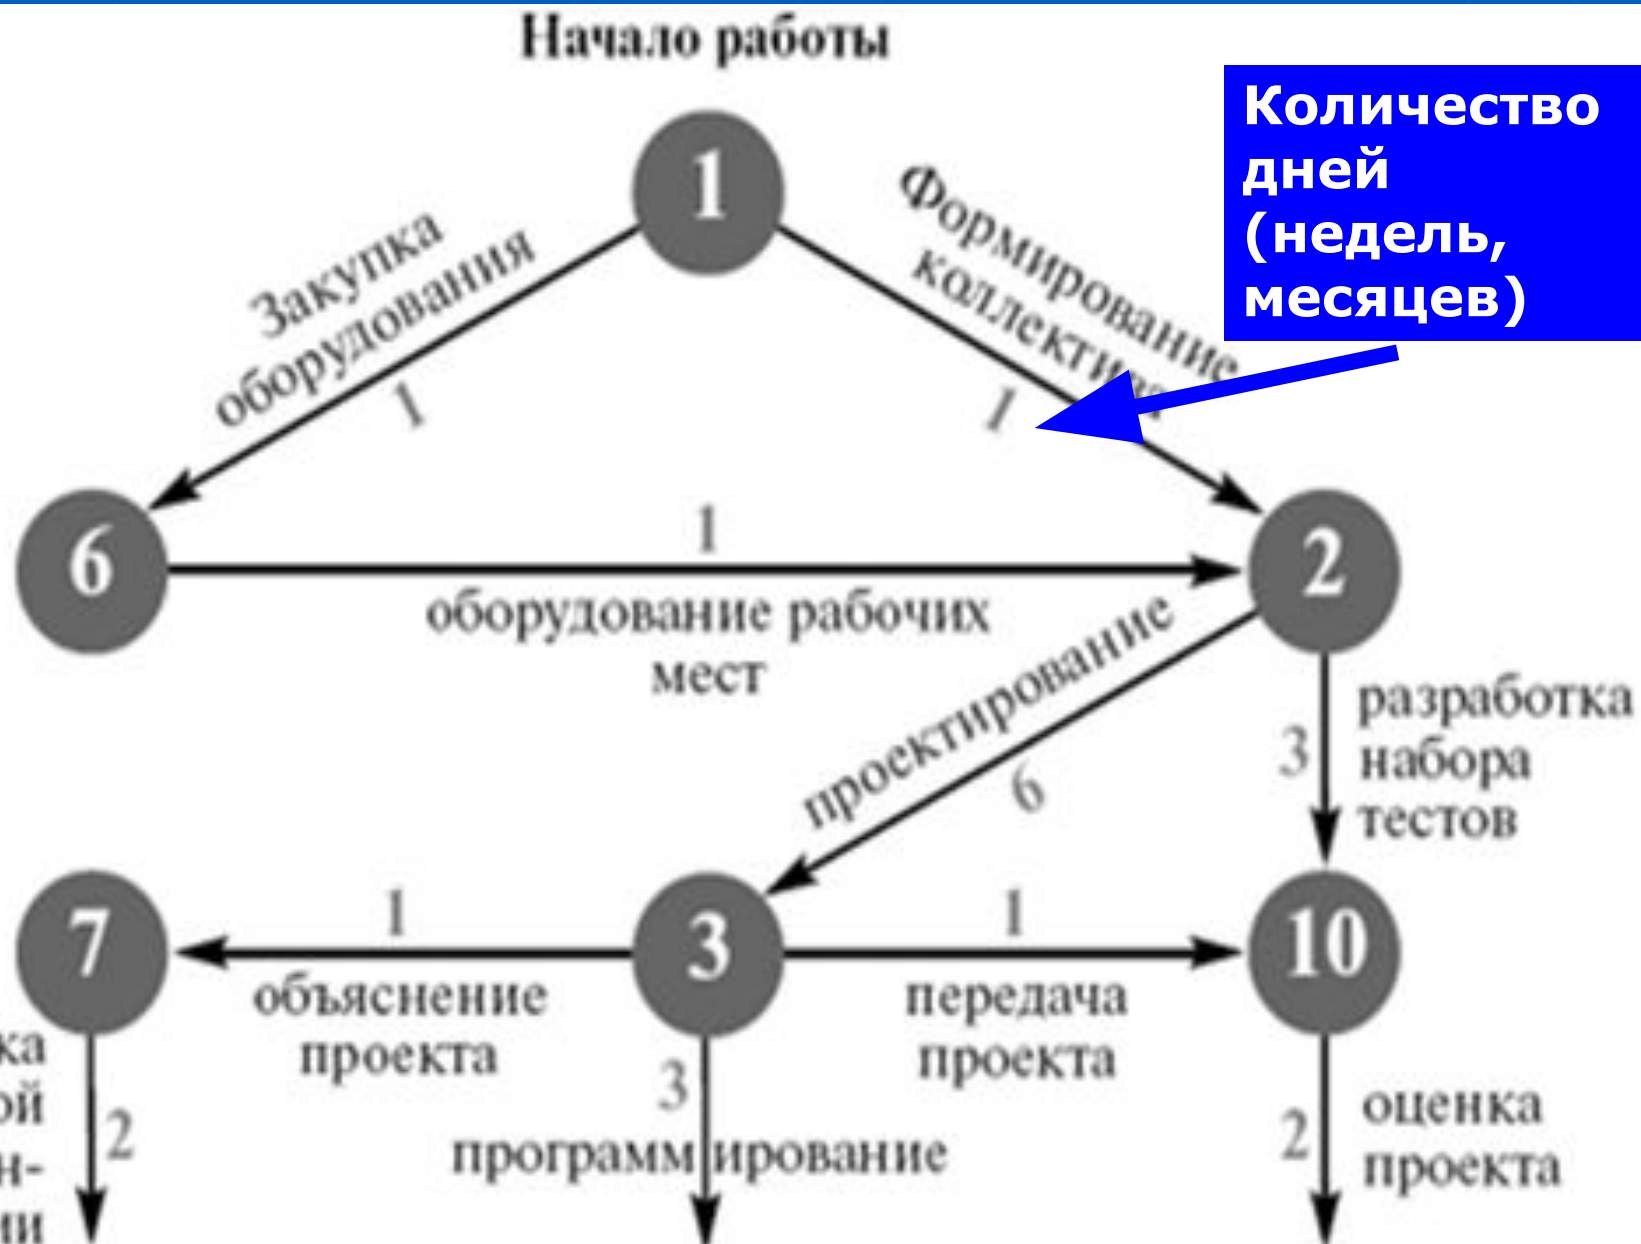 Начало работы
Количество
дней
(недель,
месяцев)
1
Закупка
оборудования
1
Формирование
коллектива
1
6
1
оборудование рабочих
мест
2
проектирование
6
3
разработка
набора
тестов
7
1
объяснение
проекта
3
1
передача
проекта
10
2
3
программирование
2
оценка
проекта